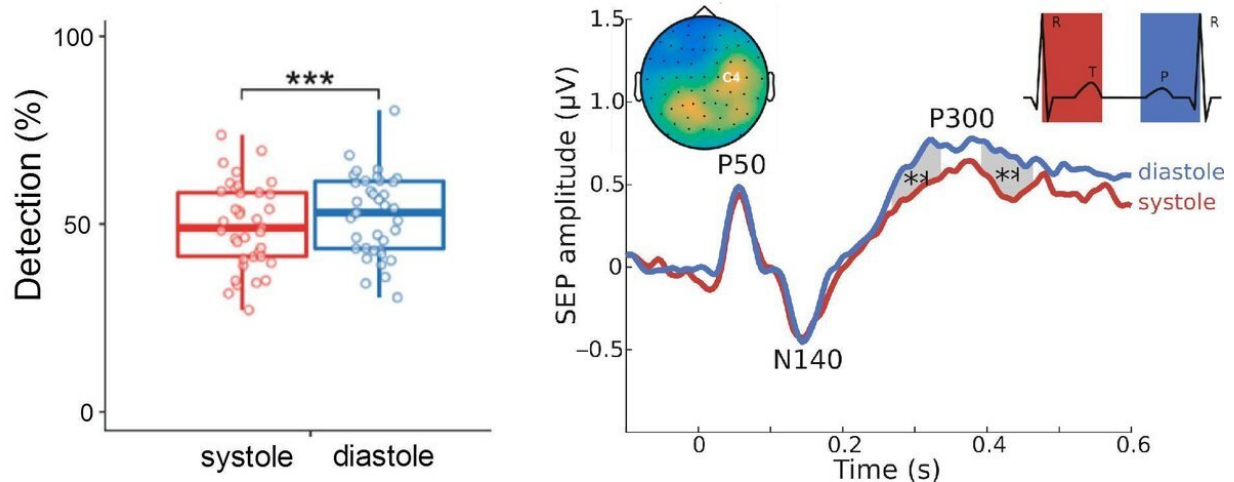 Detection (%)
100
50
0
***
systole
diastole
SEP amplitude (μV)
1.5
1.0
0.5
0
−0.5
C4
P50
N140
P300
**
**
diastole
systole
R
T
P
R
0
0.2
0.4
0.6
Time (s)